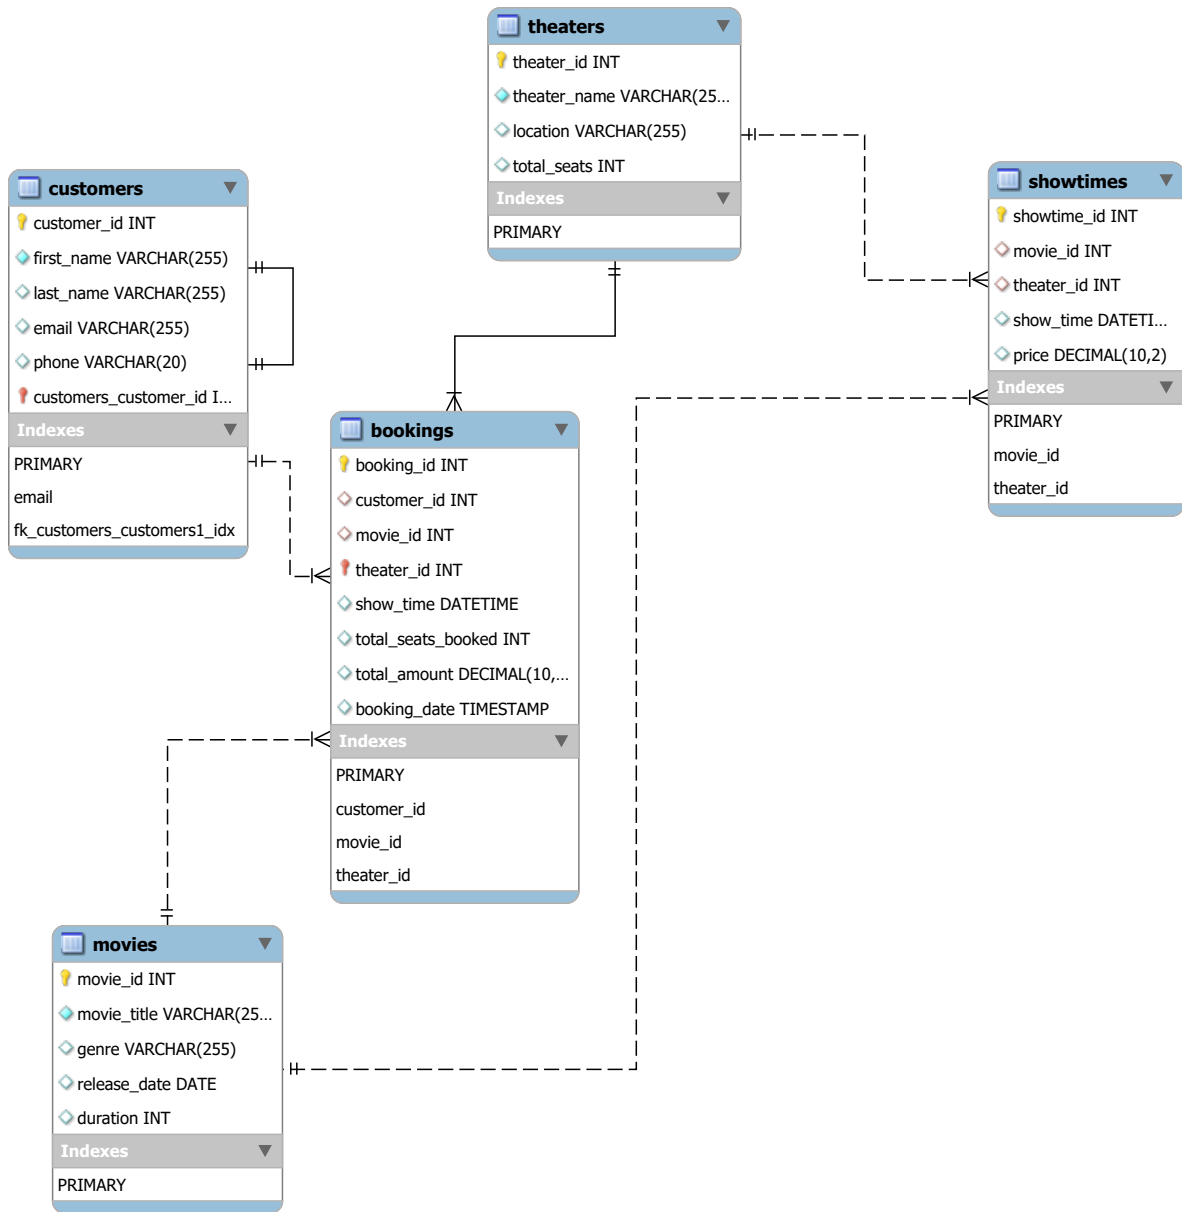 theaters
theater_id INT
theater_name VARCHAR(25...
location VARCHAR(255)
total_seats INT
Indexes
PRIMARY
customers
customer_id INT
first_name VARCHAR(255)
last_name VARCHAR(255)
email VARCHAR(255)
phone VARCHAR(20)
customers_customer_id I...
Indexes
PRIMARY
email
fk_customers_customers1_idx
showtimes
showtime_id INT
movie_id INT
theater_id INT
show_time DATETI...
price DECIMAL(10,2)
Indexes
PRIMARY
movie_id
theater_id
bookings
booking_id INT
customer_id INT
movie_id INT
theater_id INT
show_time DATETIME
total_seats_booked INT
total_amount DECIMAL(10,...
booking_date TIMESTAMP
Indexes
PRIMARY
customer_id
movie_id
theater_id
movies
movie_id INT
movie_title VARCHAR(25...
genre VARCHAR(255)
release_date DATE
duration INT
Indexes
PRIMARY